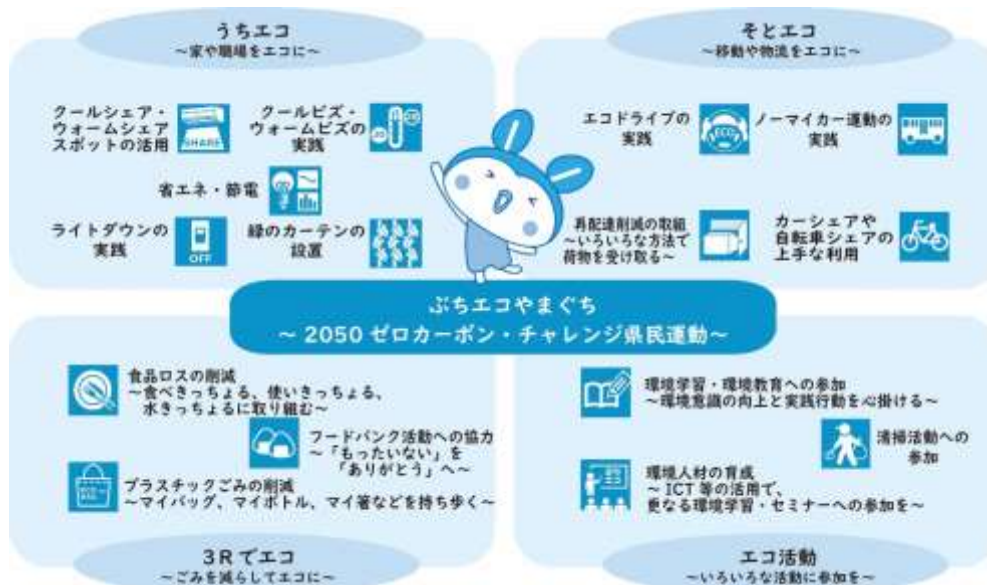 うちエコ
～家や職場をエコに～
クールシェア・
ウォームシェア
スポットの活用
SHARE
クールビズ・
ウォームビズの
実践
20
28
省エネ・節電
ライトダウンの
実践
OFF
緑のカーテンの
設置
そとエコ
～移動や物流をエコに～
エコドライブの
実践
ECO
ノーマイカー運動の
実践
再配達削減の取組
～いろいろな方法で
荷物を受け取る～
カーシェアや
自転車シェアの
上手な利用
ぶちエコやまぐち
～2050ゼロカーボン・チャレンジ県民運動～
食品ロスの削減
～食べきっちょる、使いきっちょる、
水きっちょるに取り組む～
フードバンク活動への協力
～「もったいない」を
「ありがとう」へ～
プラスチックごみの削減
～マイバッグ、マイボトル、マイ箸などを持ち歩く～
3Rでエコ
～ごみを減らしてエコに～
環境学習・環境教育への参加
～環境意識の向上と実践行動を心掛ける～
清掃活動への
参加
環境人材の育成
～ICT等の活用で、
更なる環境学習・セミナーへの参加を～
エコ活動
～いろいろな活動に参加を～